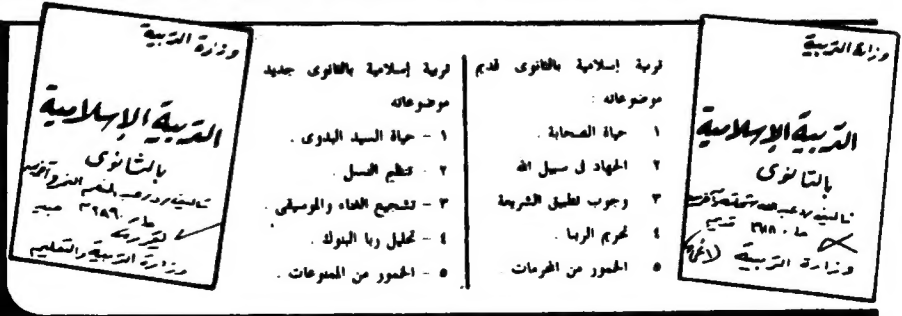 وزارة التربية
التربية الإسلامية
بالثانوى
قديم
وزارة التربية
تربية إسلامية بالثانوى قديم
موضوعاته :
١ حياة الصحابة .
٢ الجهاد فى سبيل الله
٣ وجوب تطبيق الشريعة
٤ تحريم الربا .
٥ الخمور من المحرمات .
تربية إسلامية بالثانوى جديد
موضوعاته
١ - حياة السيد البدوى .
٢ - تنظيم النسل .
٣ - تشجيع الغناء والموسيقى .
٤ - تحليل ربا البنوك .
٥ - الخمور من الممنوعات .
وزارة التربية
التربية الإسلامية
بالثانوى
وزارة التربية والتعليم